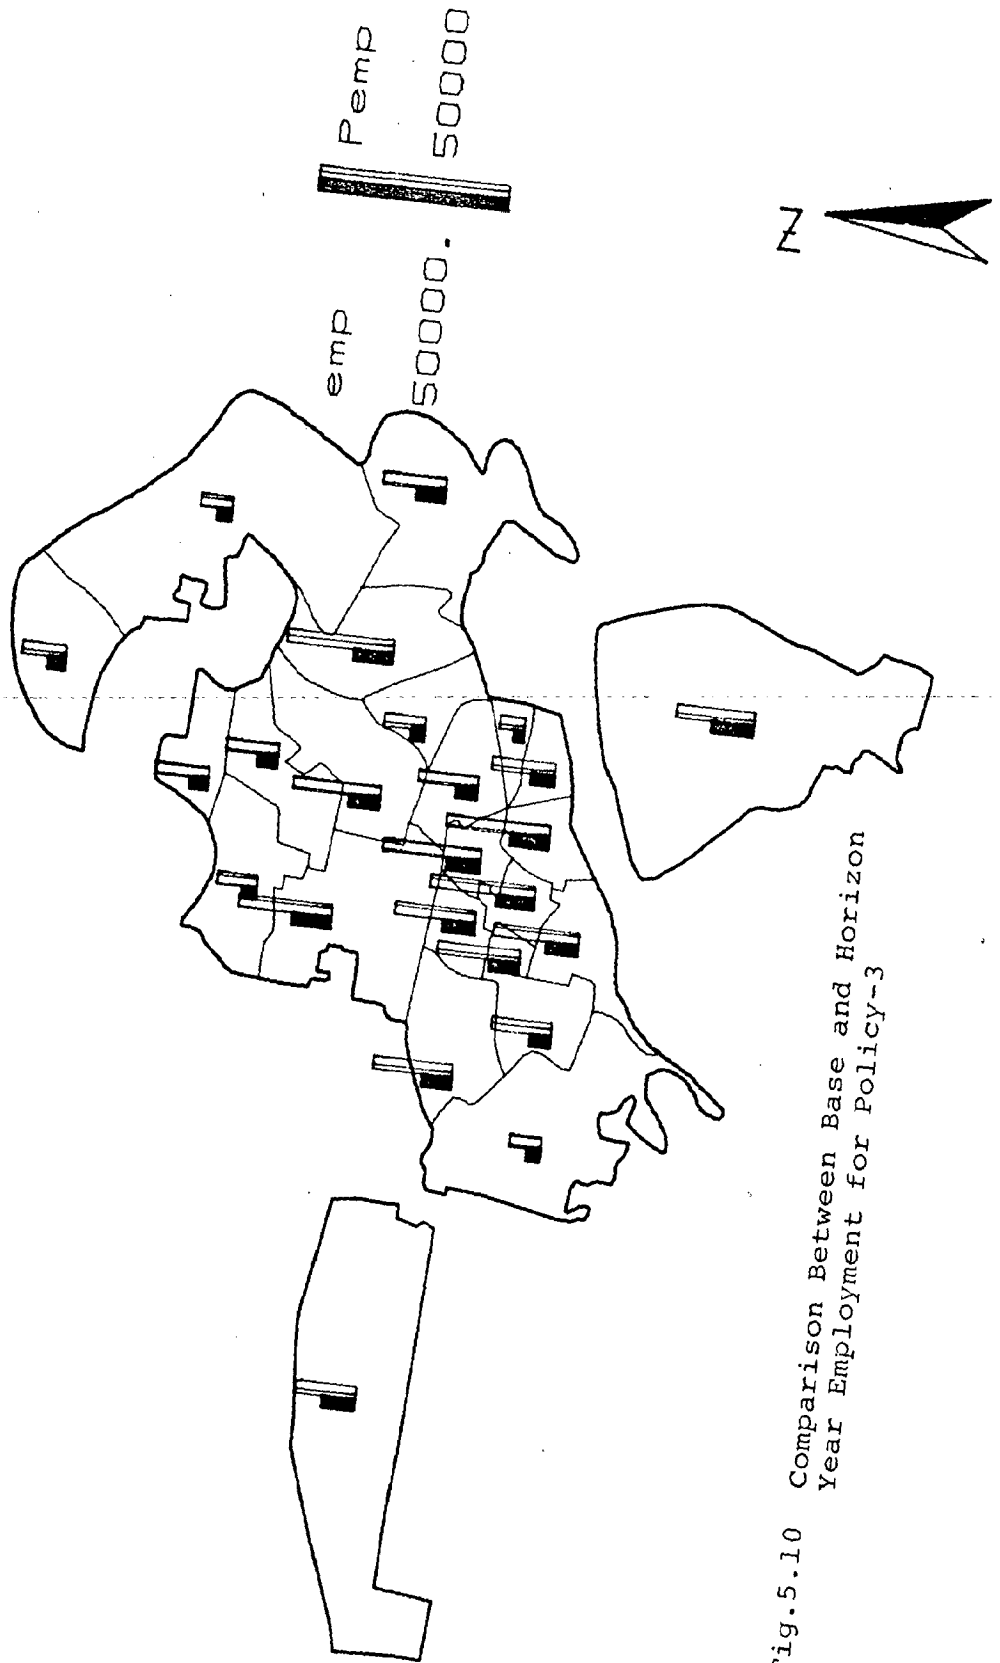 emp Pemp
50000. 50000
N
Fig.5.10 Comparison Between Base and Horizon
Year Employment for Policy-3